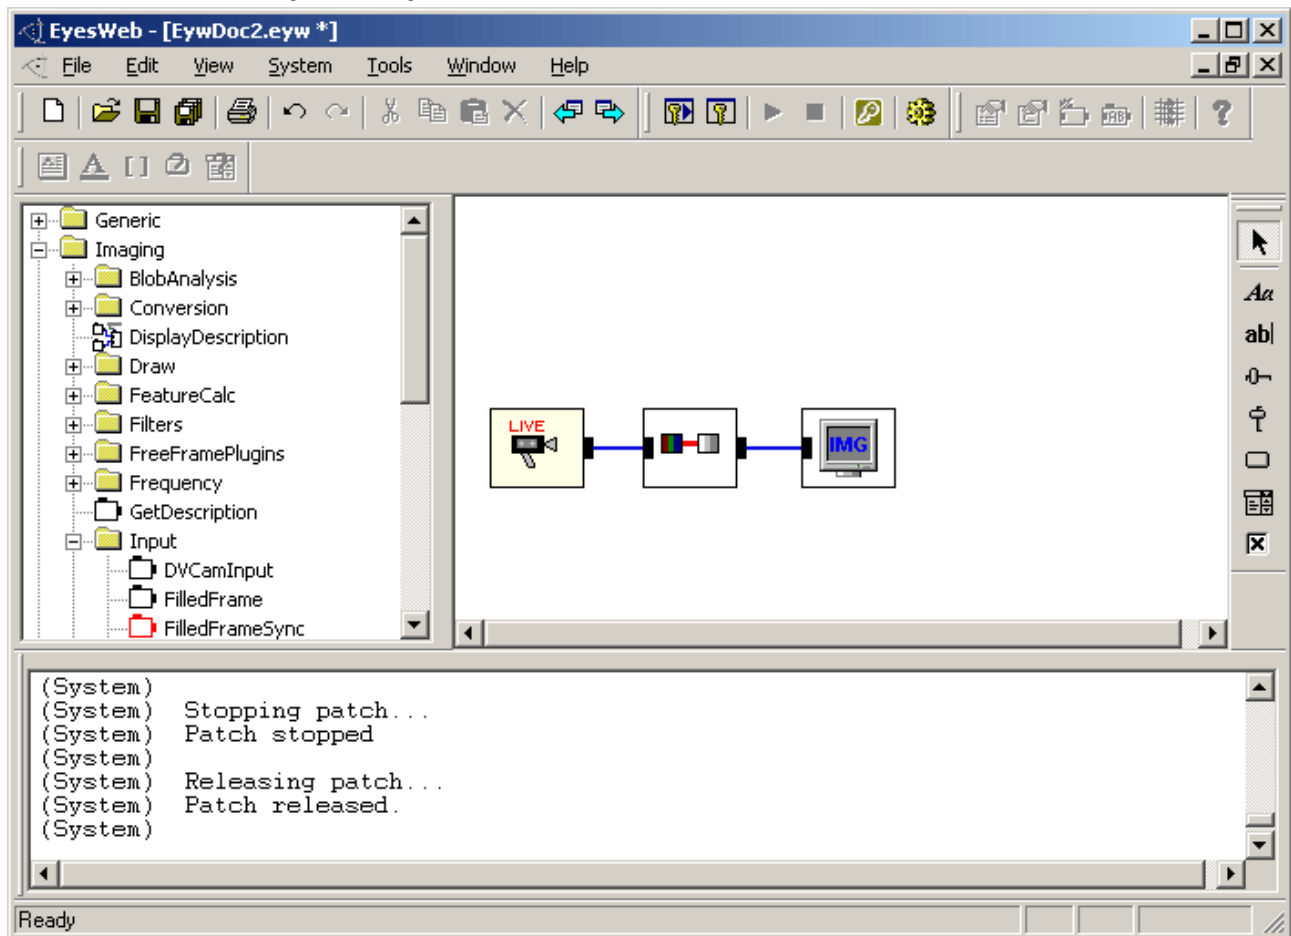 EyesWeb - [EywDoc2.eyw *]
File Edit View System Tools Window Help
Generic
Imaging
BlobAnalysis
Conversion
DisplayDescription
Draw
FeatureCalc
Filters
FreeFramePlugins
Frequency
GetDescription
Input
DVCamInput
FilledFrame
FilledFrameSync
LIVE
IMG
Aa
ab|
(System)
(System) Stopping patch...
(System) Patch stopped
(System)
(System) Releasing patch...
(System) Patch released.
(System)
Ready